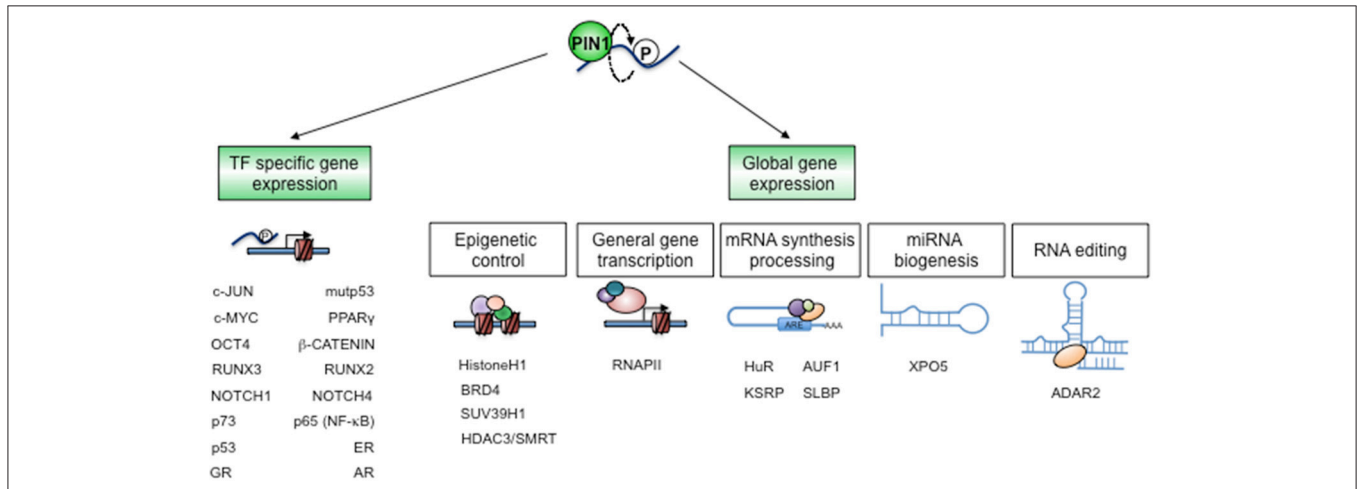 PIN1
P
TF specific gene
expression
Global gene
expression
P
Epigenetic
control
General gene
transcription
mRNA synthesis
processing
miRNA
biogenesis
RNA editing
ARE
AAA
c-JUN mutp53
c-MYC PPARγ
OCT4 β-CATENIN
RUNX3 RUNX2
NOTCH1 NOTCH4
p73 p65 (NF-κB)
p53 ER
GR AR
HistoneH1
BRD4
SUV39H1
HDAC3/SMRT
RNAPII
HuR AUF1
KSRP SLBP
XPO5
ADAR2